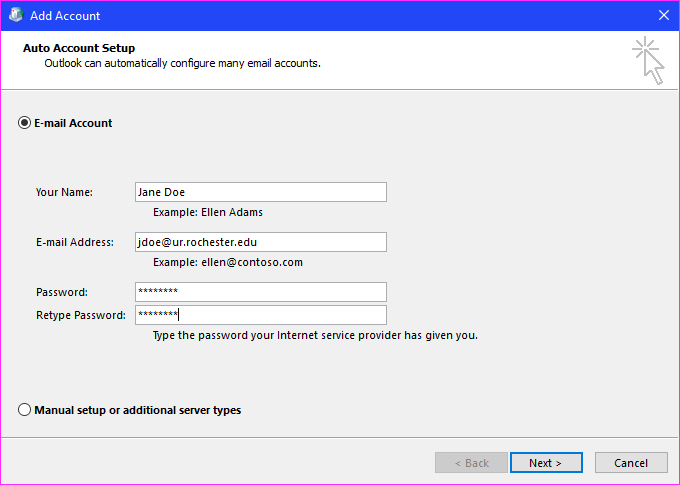 Add Account
Auto Account Setup
Outlook can automatically configure many email accounts.
E-mail Account
Your Name: Jane Doe
Example: Ellen Adams
E-mail Address: jdoe@ur.rochester.edu
Example: ellen@contoso.com
Password: ********
Retype Password: ********
Type the password your Internet service provider has given you.
Manual setup or additional server types
< Back Next > Cancel